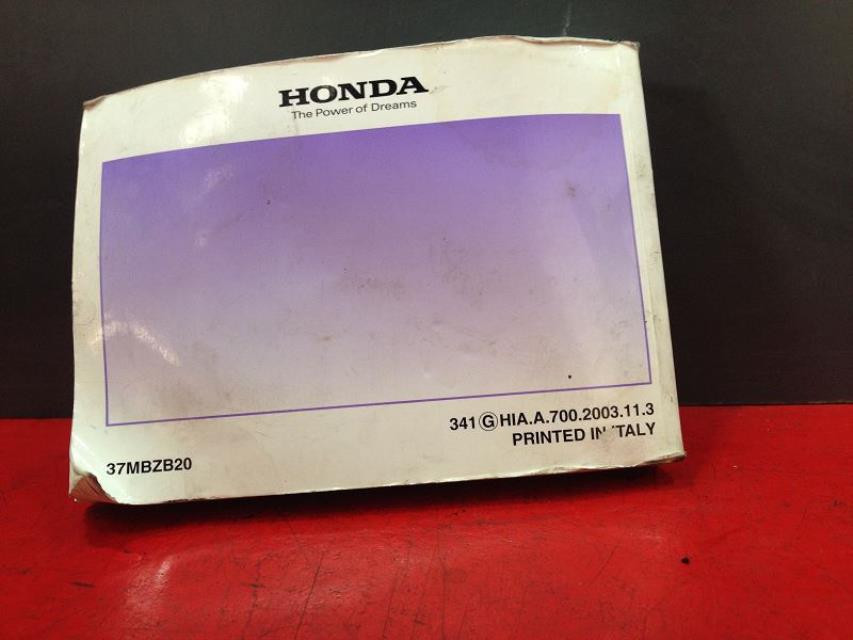 HONDA
The Power of Dreams
341 Ⓖ HIA.A.700.2003.11.3
PRINTED IN ITALY
37MBZB20